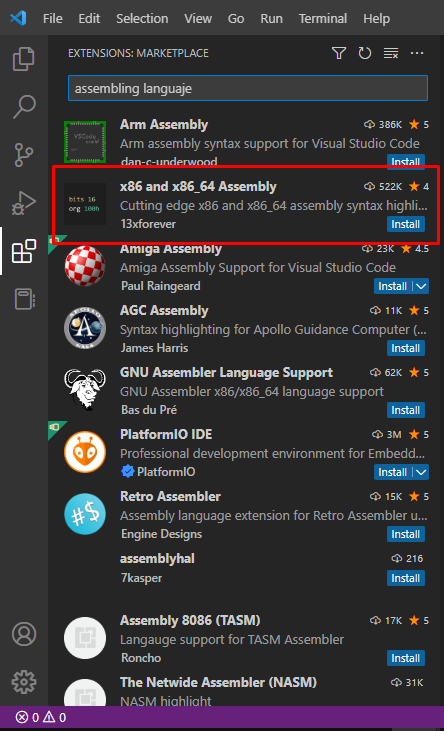 File Edit Selection View Go Run Terminal Help
EXTENSIONS: MARKETPLACE
assembling languaje
Arm Assembly 386K 5
Arm assembly syntax support for Visual Studio Code
dan-c-underwood Install
x86 and x86_64 Assembly 522K 4
bits 16
org 100h
Cutting edge x86 and x86_64 assembly syntax highli...
13xforever Install
Amiga Assembly 23K 4.5
Amiga Assembly Support for Visual Studio Code
Paul Raingeard Install
AGC Assembly 11K 5
Syntax highlighting for Apollo Guidance Computer (...
James Harris Install
GNU Assembler Language Support 62K 5
GNU Assembler x86/x86_64 language support
Bas du Pré Install
PlatformIO IDE 3M 5
Professional development environment for Embedd...
PlatformIO Install
Retro Assembler 15K 5
#$
Assembly language extension for Retro Assembler u...
Engine Designs Install
assemblyhal 216
7kasper Install
Assembly 8086 (TASM) 17K 5
Langauge support for TASM Assembler
Roncho Install
The Netwide Assembler (NASM) 31K
NASM highlight
0 0